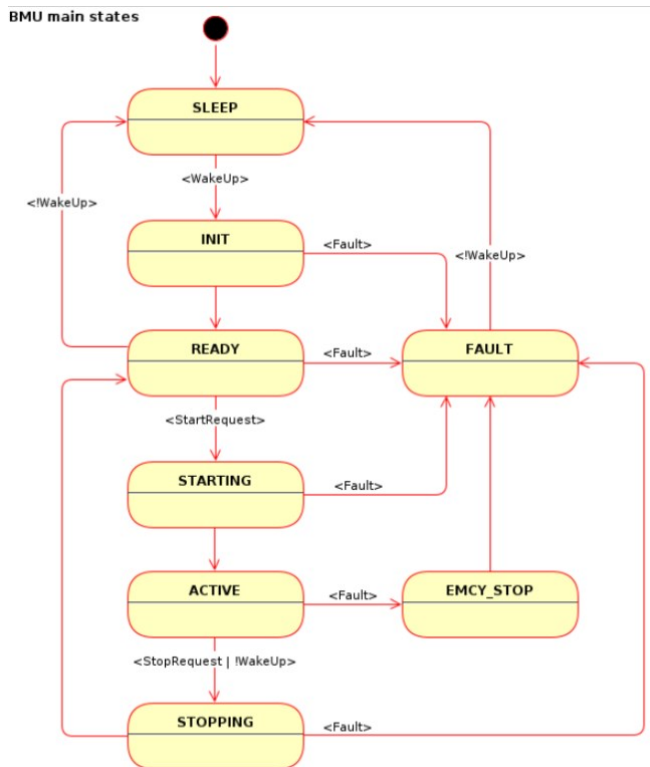 BMU main states
SLEEP
<WakeUp>
<!WakeUp>
INIT
<Fault>
<!WakeUp>
READY
<Fault>
FAULT
<StartRequest>
STARTING
<Fault>
ACTIVE
<Fault>
EMCY_STOP
<StopRequest | !WakeUp>
STOPPING
<Fault>